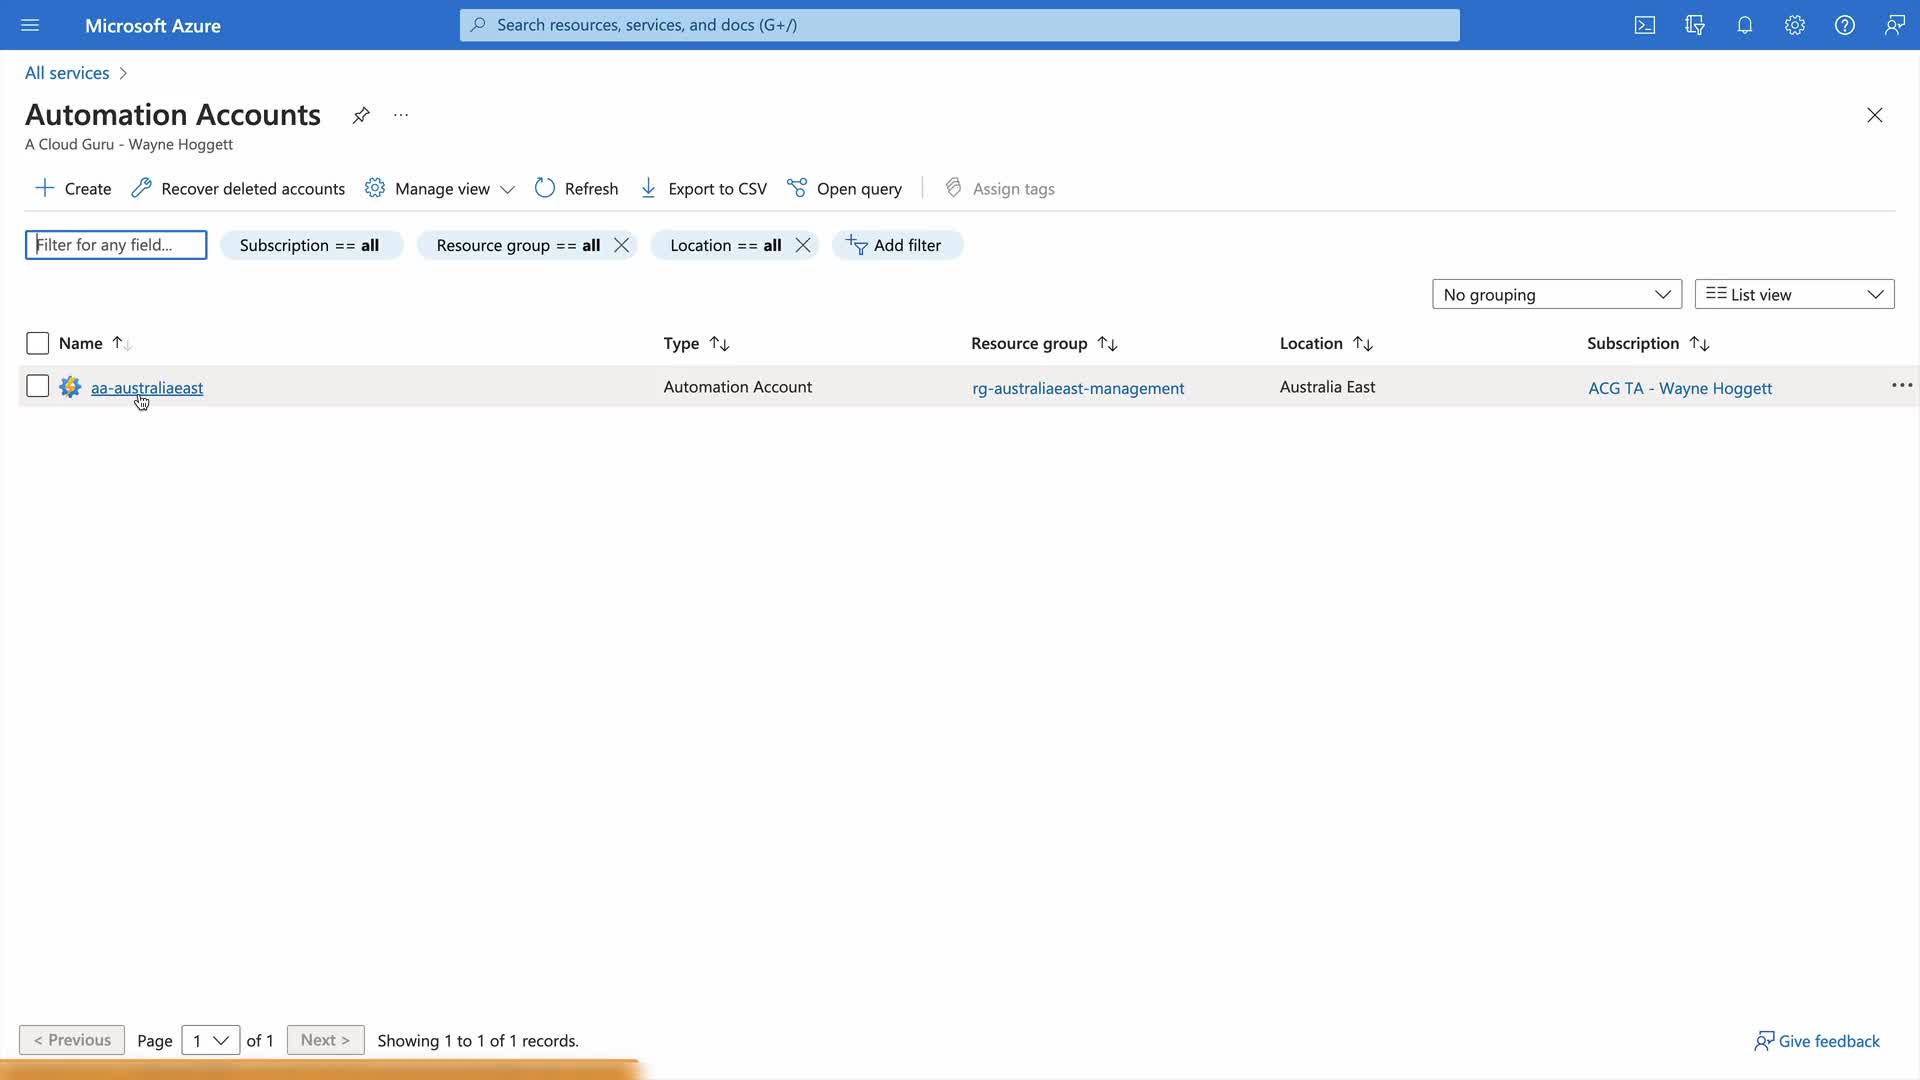 Microsoft Azure
Search resources, services, and docs (G+/)
All services
Automation Accounts
A Cloud Guru - Wayne Hoggett
Create
Recover deleted accounts
Manage view
Refresh
Export to CSV
Open query
Assign tags
Filter for any field...
Subscription == all
Resource group == all
Location == all
Add filter
No grouping
List view
Name
Type
Resource group
Location
Subscription
aa-australiaeast
Automation Account
rg-australiaeast-management
Australia East
ACG TA - Wayne Hoggett
< Previous
Page
1
of 1
Next >
Showing 1 to 1 of 1 records.
Give feedback